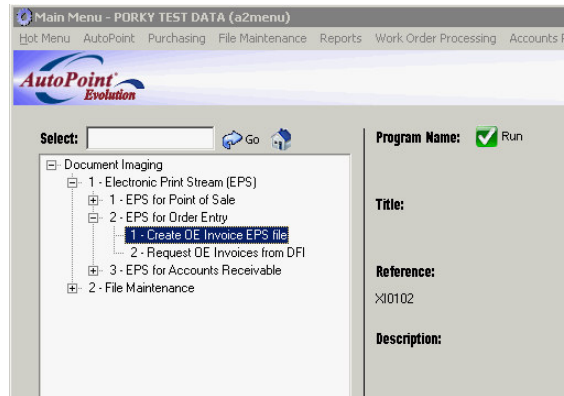 Main Menu - PORKY TEST DATA (a2menu)
Hot Menu AutoPoint Purchasing File Maintenance Reports Work Order Processing Accounts
AutoPoint
Evolution
Select: Go
Program Name: Run
Document Imaging
1 - Electronic Print Stream (EPS)
1 - EPS for Point of Sale
Title:
2 - EPS for Order Entry
1 - Create OE Invoice EPS file
2 - Request OE Invoices from DFI
3 - EPS for Accounts Receivable
Reference:
2 - File Maintenance
XI0102
Description: